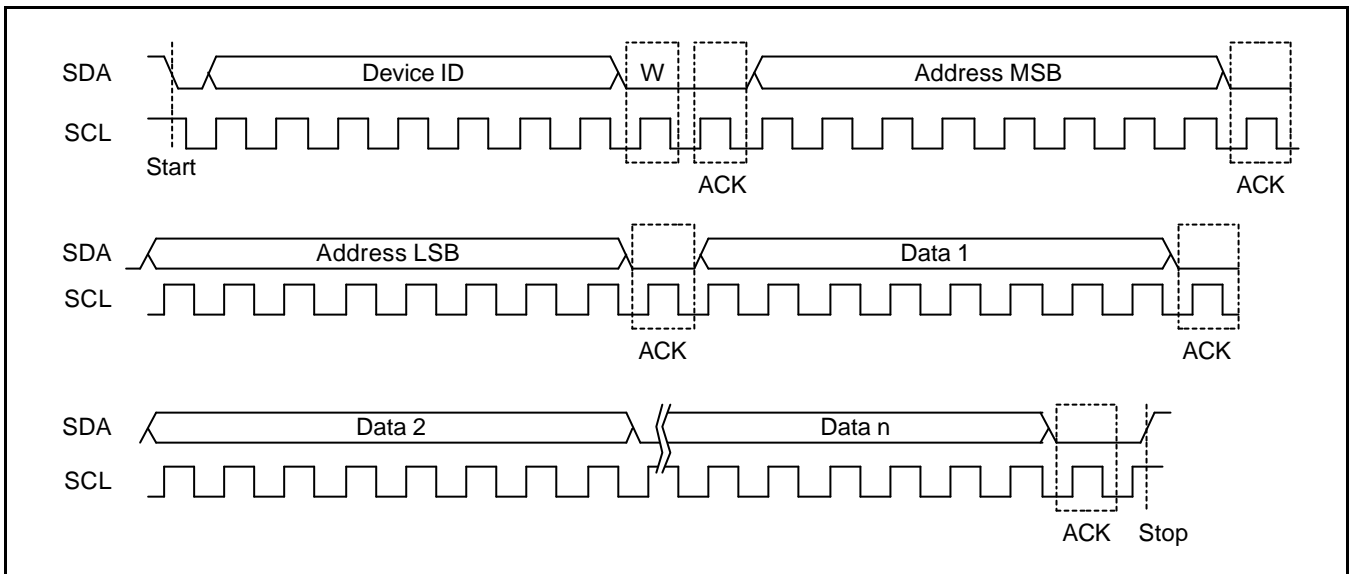 SDA Device ID W Address MSB
SCL
Start ACK ACK
SDA Address LSB Data 1
SCL
ACK ACK
SDA Data 2 Data n
SCL
ACK Stop